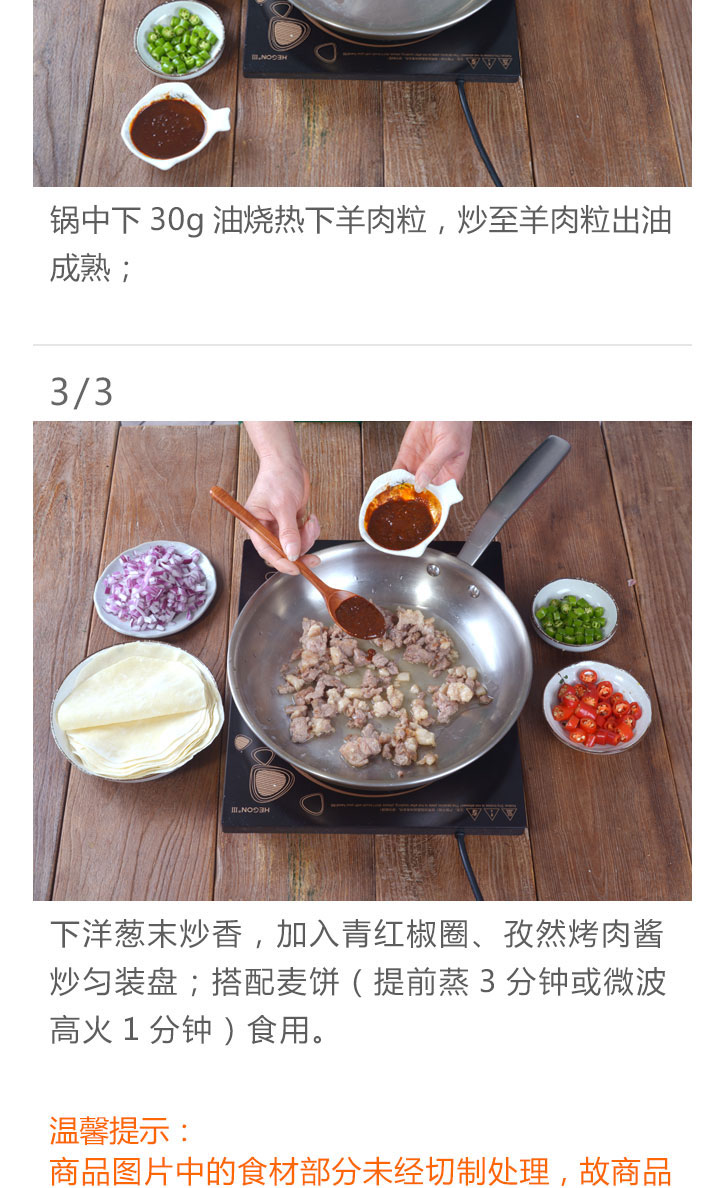 HEGON
锅中下 30g 油烧热下羊肉粒，炒至羊肉粒出油
成熟；
3/3
HEGON
下洋葱末炒香，加入青红椒圈、孜然烤肉酱
炒匀装盘；搭配麦饼（提前蒸 3 分钟或微波
高火 1 分钟）食用。
温馨提示：
商品图片中的食材部分未经切制处理，故商品